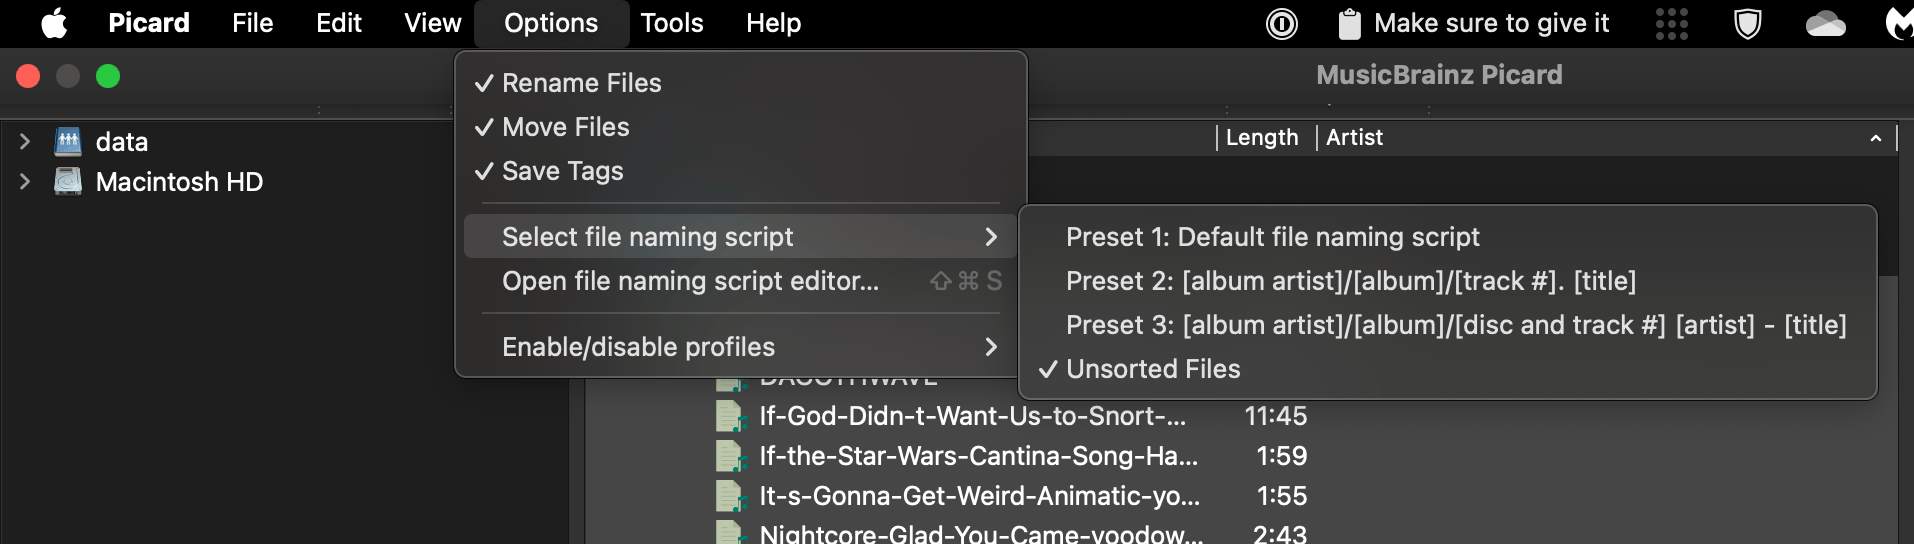 Picard File Edit View Options Tools Help Make sure to give it
MusicBrainz Picard
Rename Files
Move Files
Save Tags
Select file naming script
Open file naming script editor... ⇧⌘S
Enable/disable profiles
Preset 1: Default file naming script
Preset 2: [album artist]/[album]/[track #]. [title]
Preset 3: [album artist]/[album]/[disc and track #] [artist] - [title]
Unsorted Files
data
Macintosh HD
Length Artist
If-God-Didn-t-Want-Us-to-Snort-... 11:45
If-the-Star-Wars-Cantina-Song-Ha... 1:59
It-s-Gonna-Get-Weird-Animatic-yo... 1:55
Nightcore-Glad-You-Came-yoodow... 2:43